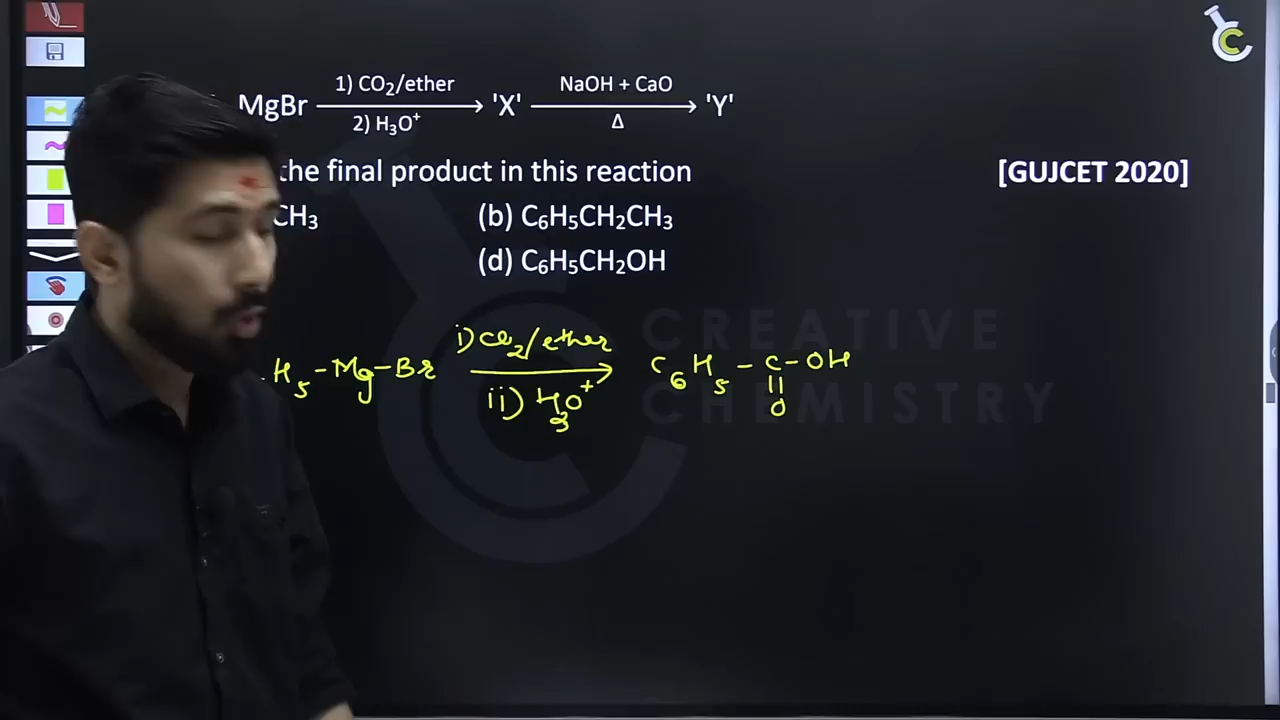 MgBr 1) CO₂/ether 2) H₃O⁺ → 'X' NaOH + CaO Δ → 'Y'
the final product in this reaction [GUJCET 2020]
CH₃ (b) C₆H₅CH₂CH₃
(d) C₆H₅CH₂OH
H₅-Mg-Br i) CO₂/ether ii) H₃O⁺ → C₆H₅-C-OH
||
O
CREATIVE
CHEMISTRY
C